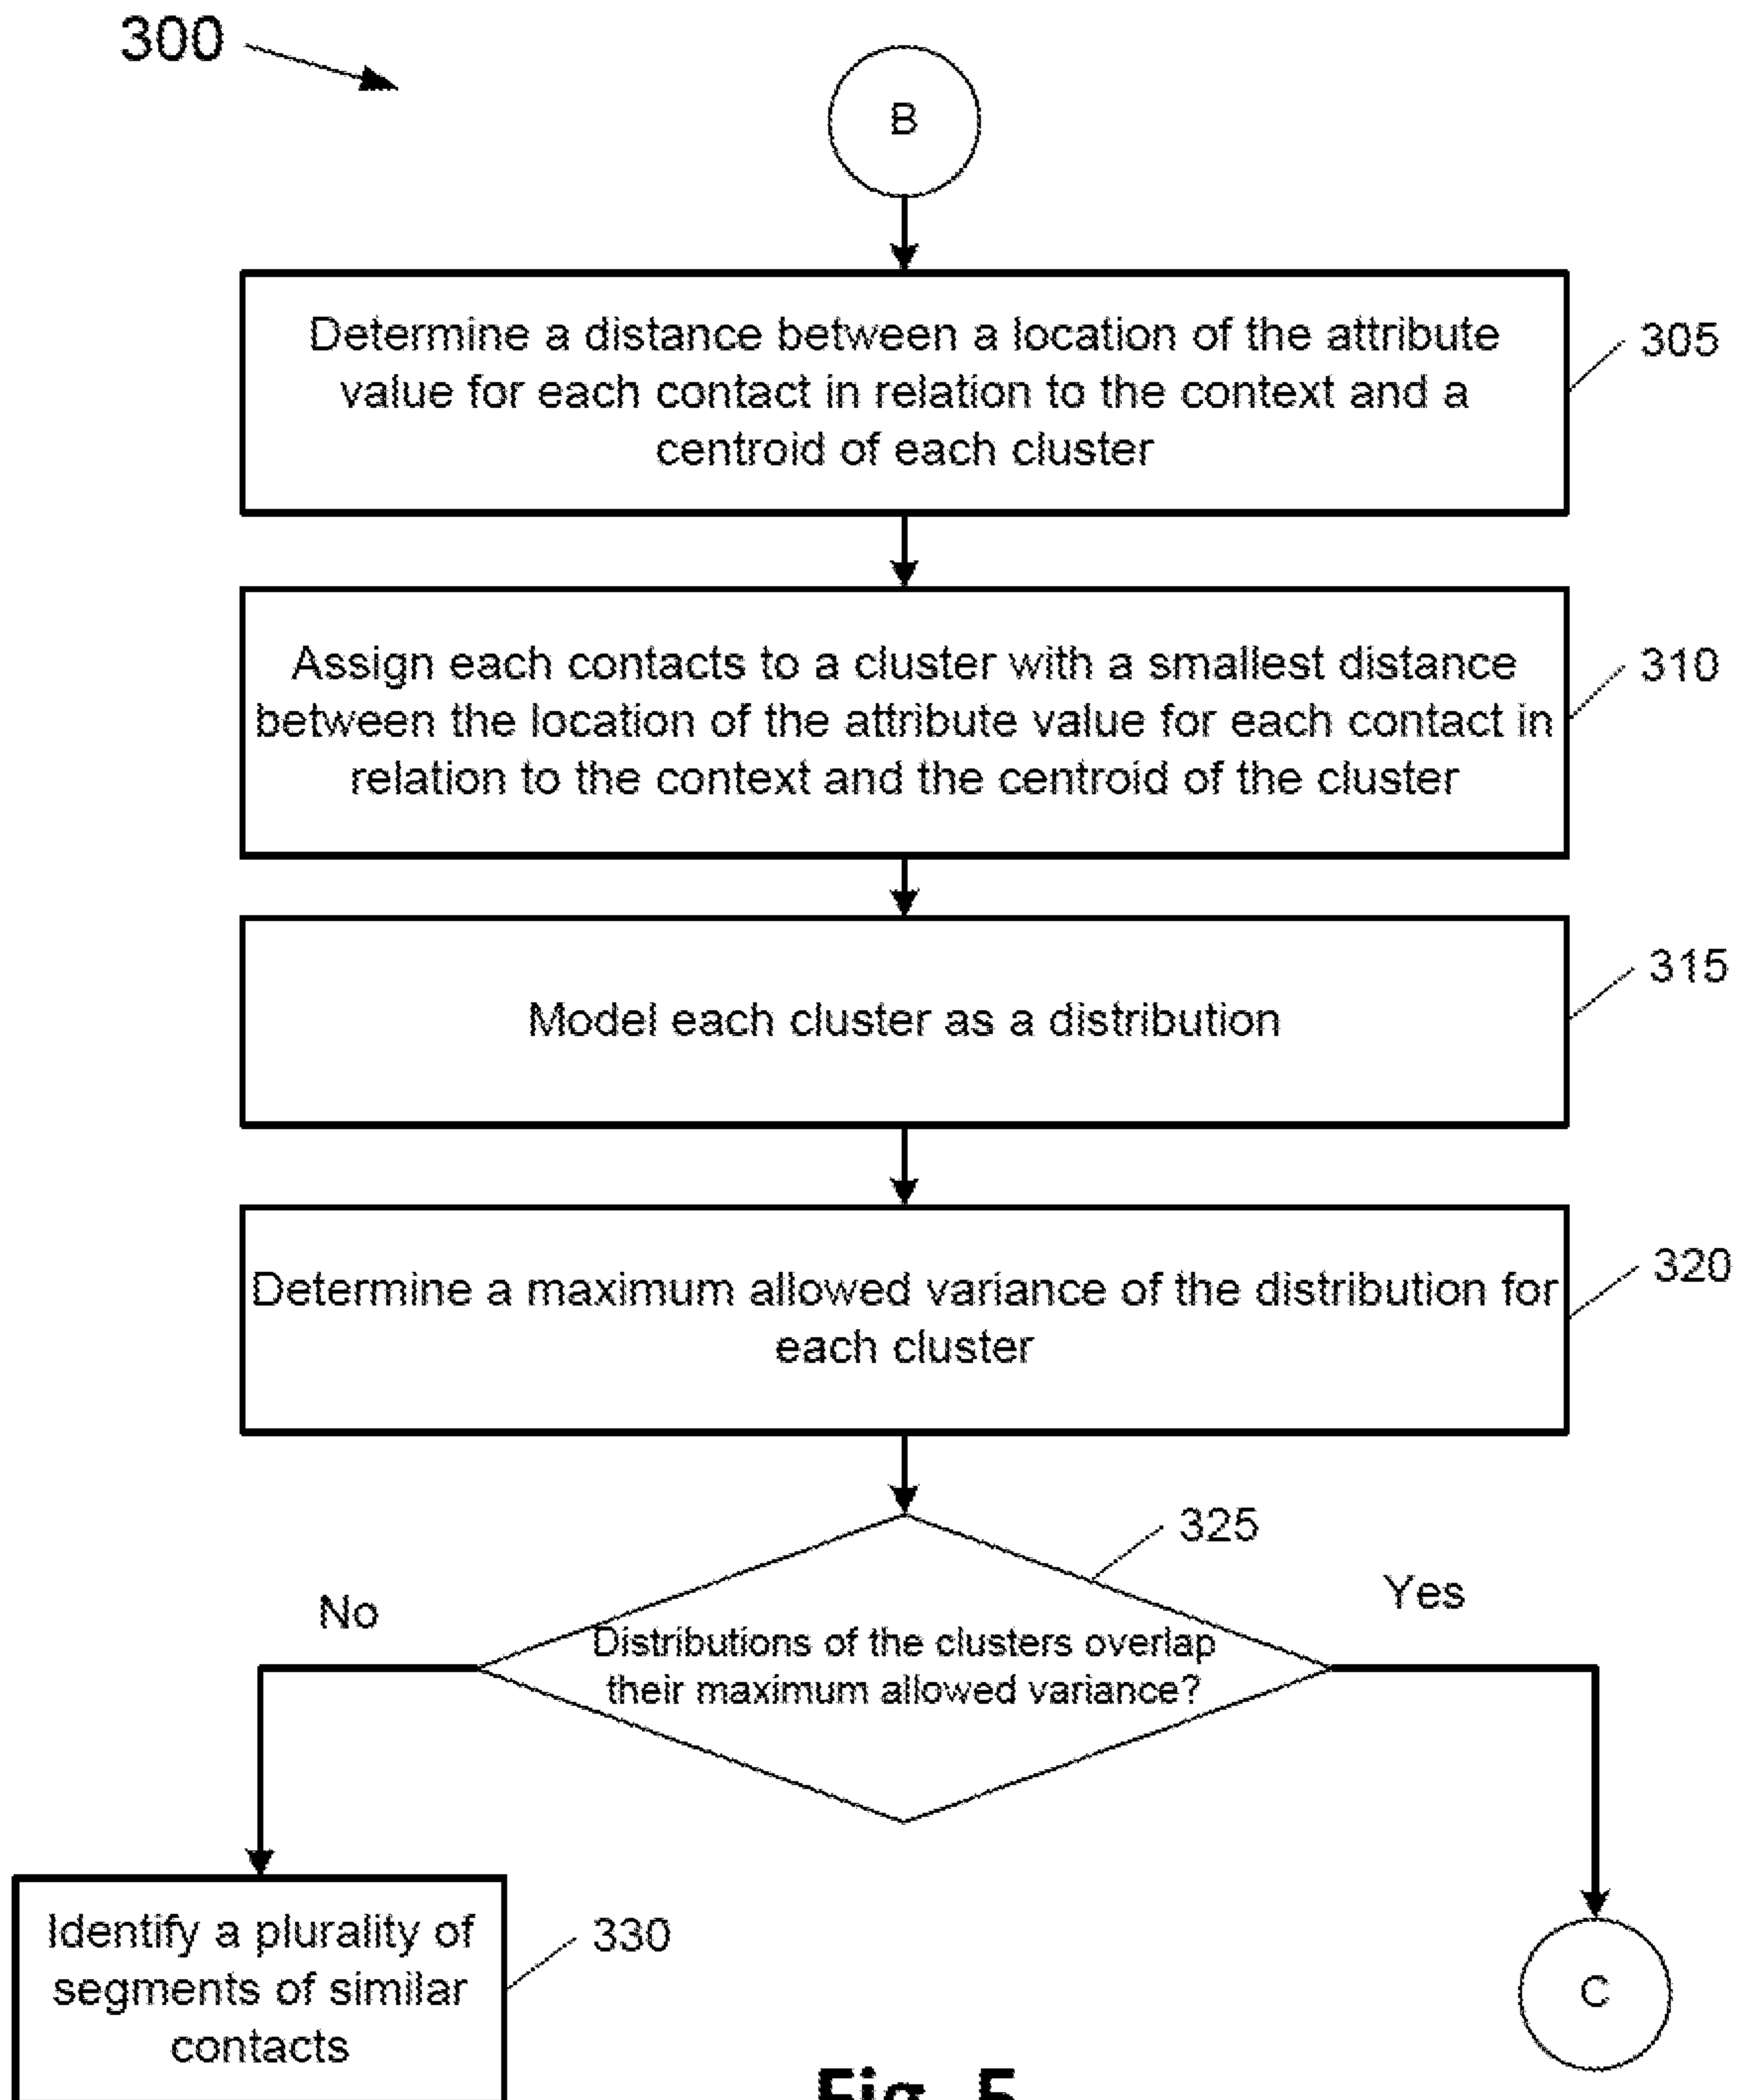 300
B
Determine a distance between a location of the attribute
value for each contact in relation to the context and a
centroid of each cluster
305
Assign each contacts to a cluster with a smallest distance
between the location of the attribute value for each contact in
relation to the context and the centroid of the cluster
310
Model each cluster as a distribution
315
Determine a maximum allowed variance of the distribution for
each cluster
320
325
No
Yes
Distributions of the clusters overlap
their maximum allowed variance?
Identify a plurality of
segments of similar
contacts
330
C
Fig. 5